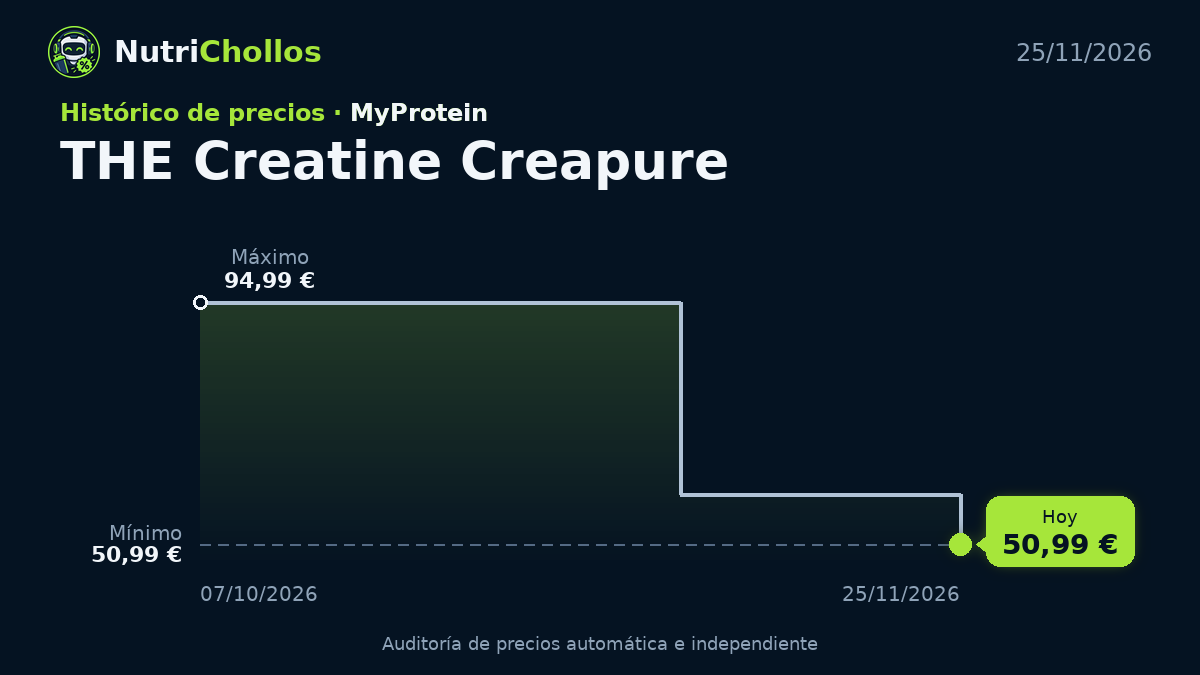 NutriChollos
25/11/2026
Histórico de precios · MyProtein
THE Creatine Creapure
Máximo
94,99 €
Mínimo
50,99 €
Hoy
50,99 €
07/10/2026
25/11/2026
Auditoría de precios automática e independiente